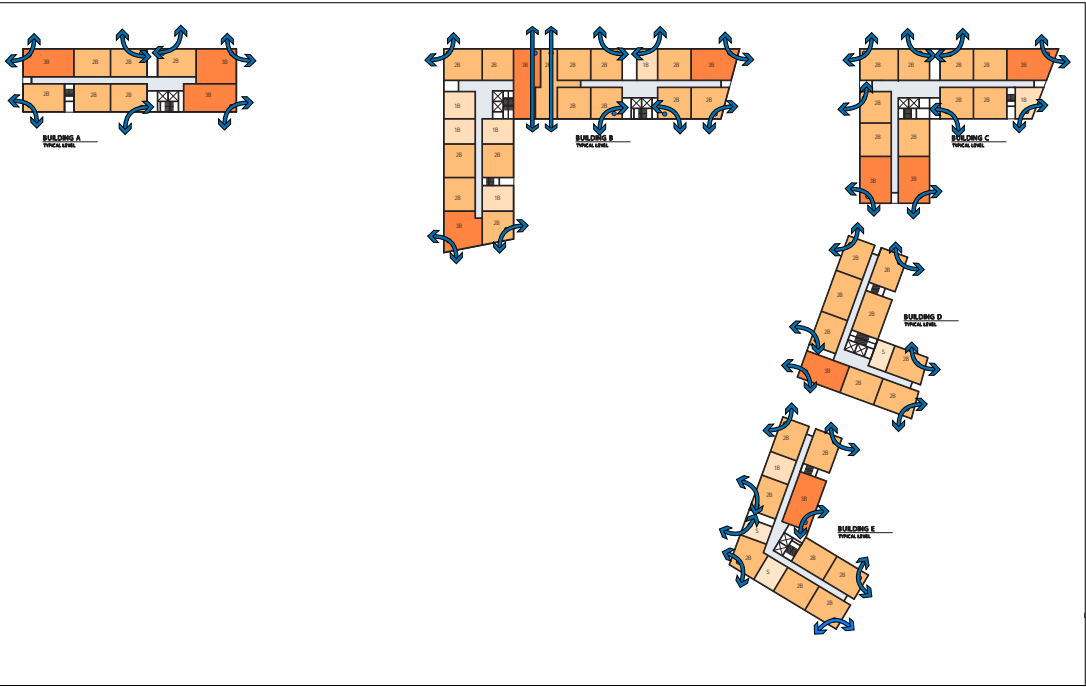 3B 2B 2B 2B 3B
2B 2B 2B 3B
BUILDING A
TYPICAL LEVEL
2B 2B 3B 2B 2B 2B 1B 2B 3B
1B 2B 2B 2B 2B
1B 1B
2B 2B
2B 1B
3B 2B
BUILDING B
TYPICAL LEVEL
2B 2B 2B 2B 3B
2B 2B 2B 1B
2B 2B
3B 3B
BUILDING C
TYPICAL LEVEL
2B 2B
2B 2B
2B S 2B
3B 2B 2B
BUILDING D
TYPICAL LEVEL
2B 2B
1B
2B 3B
S
2B S 2B 2B
2B 2B
BUILDING E
TYPICAL LEVEL